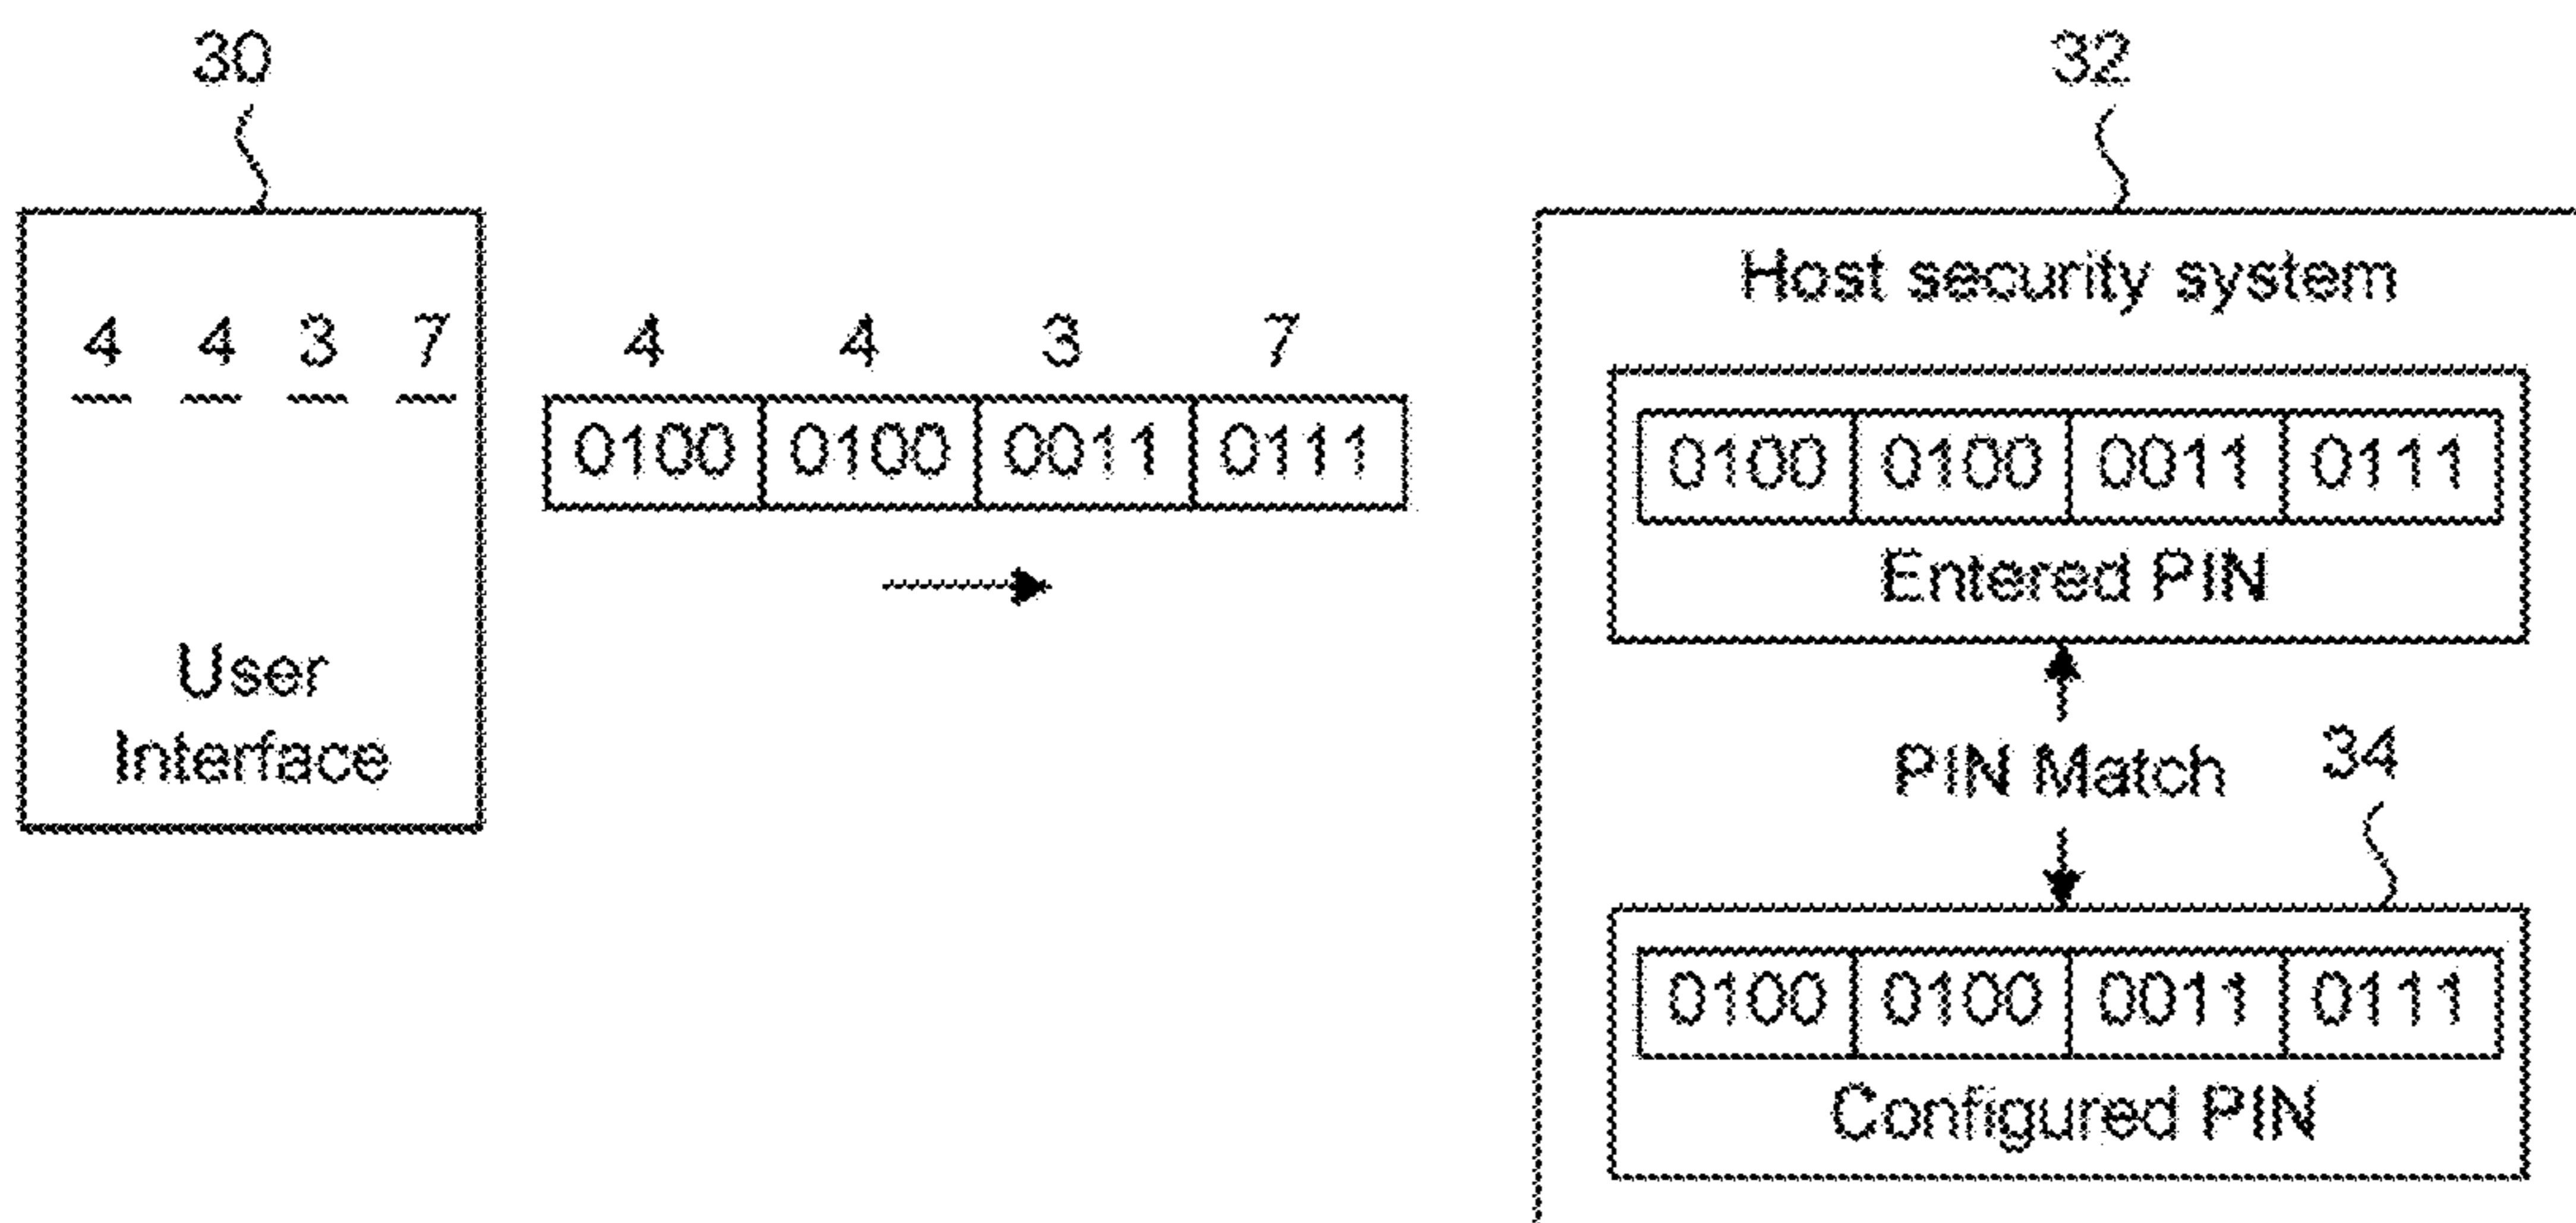 30
32
4 4 3 7
User
Interface
4 4 3 7
0100 0100 0011 0111
Host security system
0100 0100 0011 0111
Entered PIN
PIN Match
34
0100 0100 0011 0111
Configured PIN